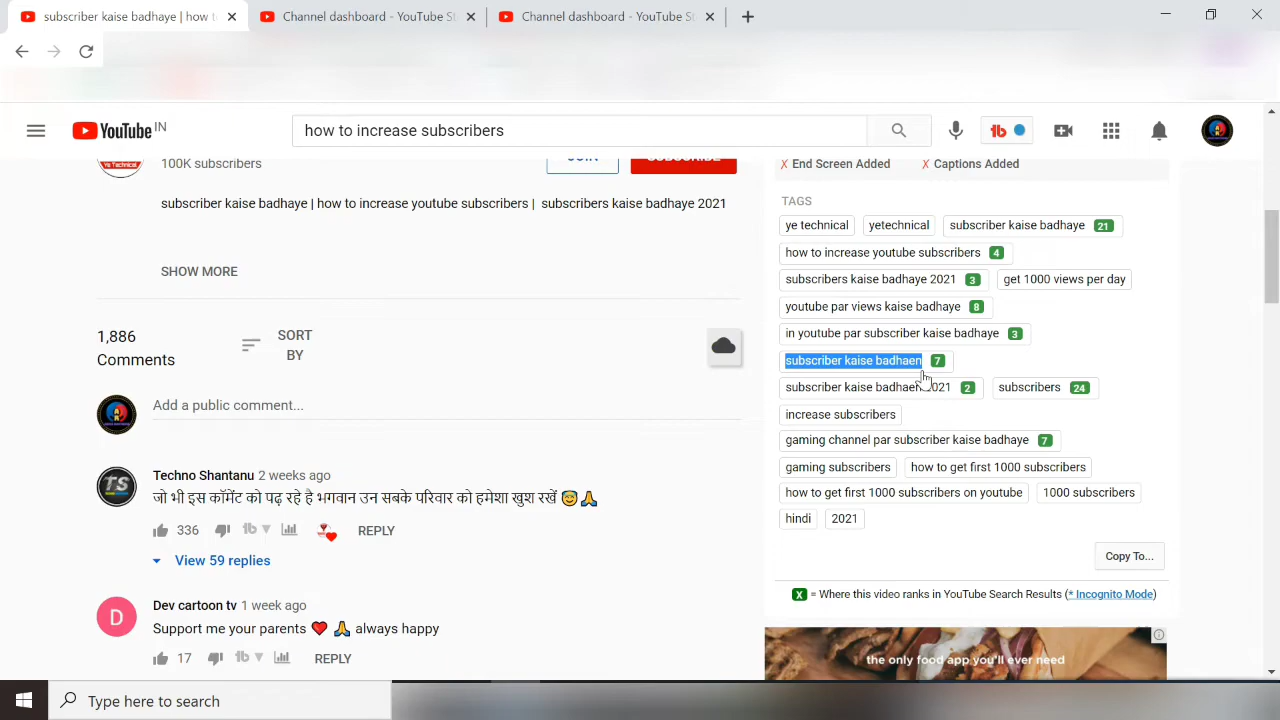 subscriber kaise badhaye | how to
Channel dashboard - YouTube St
Channel dashboard - YouTube St
YouTube IN
how to increase subscribers
tb
100K subscribers
X End Screen Added X Captions Added
TAGS
subscriber kaise badhaye | how to increase youtube subscribers | subscribers kaise badhaye 2021
SHOW MORE
ye technical yetechnical subscriber kaise badhaye 21
how to increase youtube subscribers 4
subscribers kaise badhaye 2021 3 get 1000 views per day
youtube par views kaise badhaye 8
in youtube par subscriber kaise badhaye 3
subscriber kaise badhaen 7
subscriber kaise badhaen 2021 2 subscribers 24
increase subscribers
gaming channel par subscriber kaise badhaye 7
gaming subscribers how to get first 1000 subscribers
how to get first 1000 subscribers on youtube 1000 subscribers
hindi 2021
Copy To...
X = Where this video ranks in YouTube Search Results (* Incognito Mode)
the only food app you'll ever need
1,886
Comments
SORT
BY
Add a public comment...
TS
Techno Shantanu 2 weeks ago
जो भी इस कॉमेंट को पढ़ रहे है भगवान उन सबके परिवार को हमेशा खुश रखें 😇🙏
336 tb REPLY
View 59 replies
D
Dev cartoon tv 1 week ago
Support me your parents ❤️ 🙏 always happy
17 tb REPLY
Type here to search